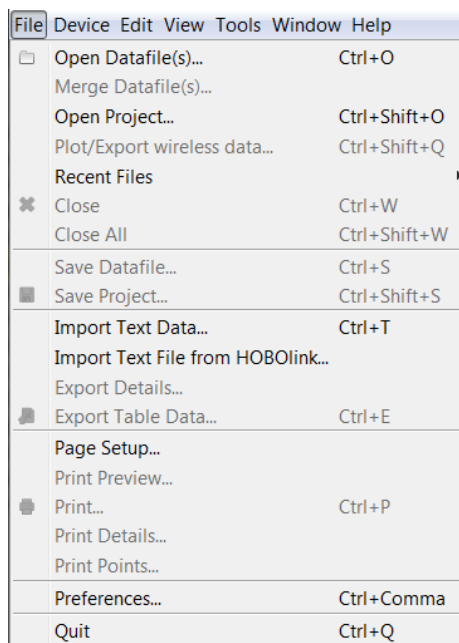 File Device Edit View Tools Window Help
Open Datafile(s)... Ctrl+O
Merge Datafile(s)...
Open Project... Ctrl+Shift+O
Plot/Export wireless data... Ctrl+Shift+Q
Recent Files
Close Ctrl+W
Close All Ctrl+Shift+W
Save Datafile... Ctrl+S
Save Project... Ctrl+Shift+S
Import Text Data... Ctrl+T
Import Text File from HOBOlink...
Export Details...
Export Table Data... Ctrl+E
Page Setup...
Print Preview...
Print... Ctrl+P
Print Details...
Print Points...
Preferences... Ctrl+Comma
Quit Ctrl+Q